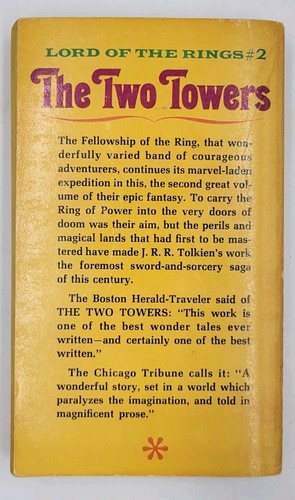 LORD OF THE RINGS #2
The Two Towers
The Fellowship of the Ring, that won-
derfully varied band of courageous
adventurers, continues its marvel-laden
expedition in this, the second great vol-
ume of their epic fantasy. To carry the
Ring of Power into the very doors of
doom was their aim, but the perils and
magical lands that had first to be mas-
tered have made J. R. R. Tolkien's work
the foremost sword-and-sorcery saga
of this century.
The Boston Herald-Traveler said of
THE TWO TOWERS: "This work is
one of the best wonder tales ever
written—and certainly one of the best
written."
The Chicago Tribune calls it: "A
wonderful story, set in a world which
paralyzes the imagination, and told in
magnificent prose."